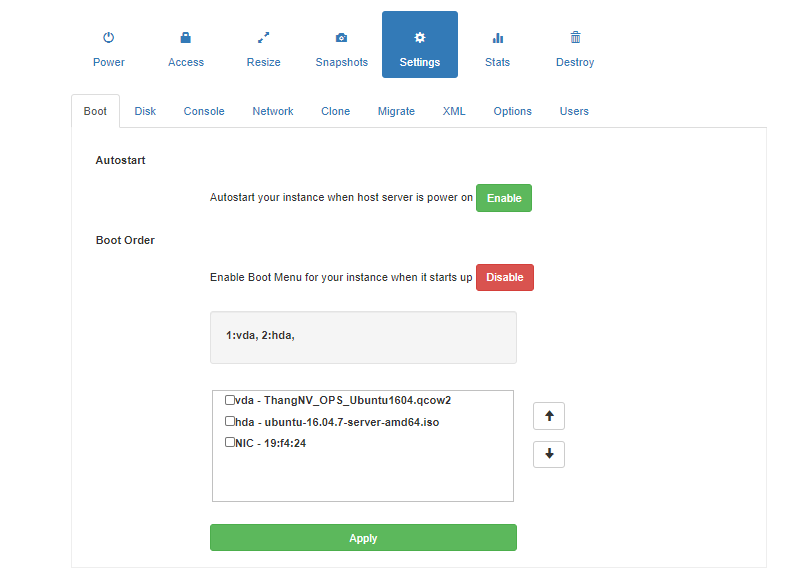 Power Access Resize Snapshots Settings Stats Destroy
Boot Disk Console Network Clone Migrate XML Options Users
Autostart
Autostart your instance when host server is power on Enable
Boot Order
Enable Boot Menu for your instance when it starts up Disable
1:vda, 2:hda,
vda - ThangNV_OPS_Ubuntu1604.qcow2
hda - ubuntu-16.04.7-server-amd64.iso
NIC - 19:f4:24
Apply